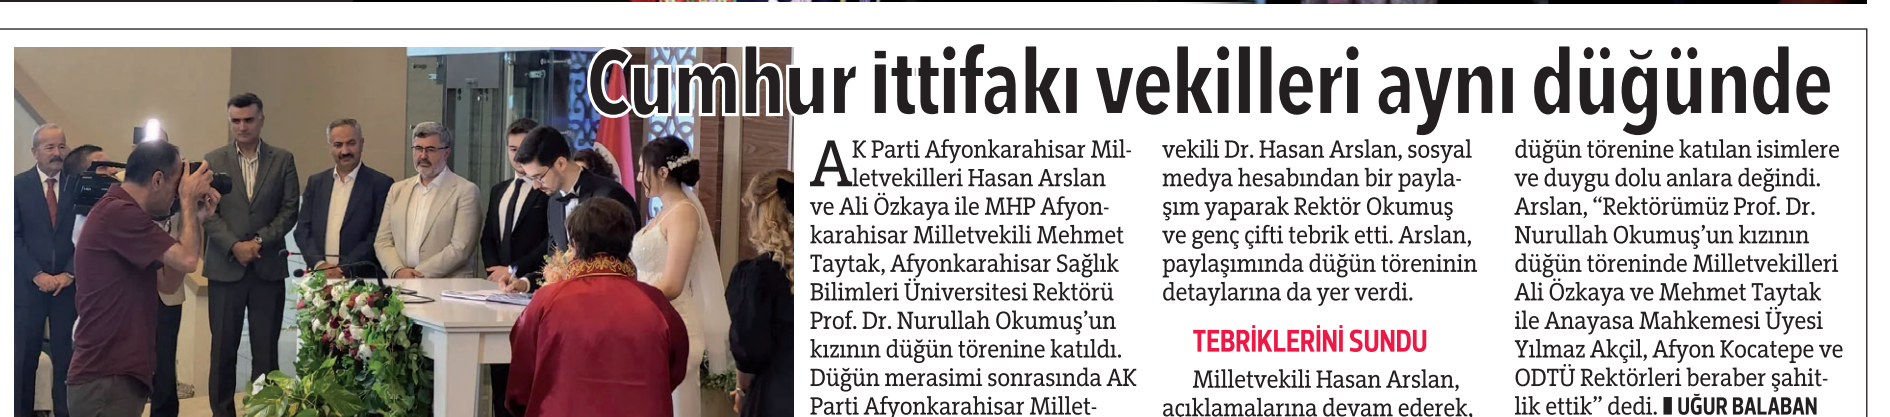 Cumhur ittifakı vekilleri aynı düğünde
AK Parti Afyonkarahisar Mil-
letvekilleri Hasan Arslan
ve Ali Özkaya ile MHP Afyon-
karahisar Milletvekili Mehmet
Taytak, Afyonkarahisar Sağlık
Bilimleri Üniversitesi Rektörü
Prof. Dr. Nurullah Okumuş’un
kızının düğün törenine katıldı.
Düğün merasimi sonrasında AK
Parti Afyonkarahisar Millet-
vekili Dr. Hasan Arslan, sosyal
medya hesabından bir payla-
şım yaparak Rektör Okumuş
ve genç çifti tebrik etti. Arslan,
paylaşımında düğün töreninin
detaylarına da yer verdi.
TEBRİKLERİNİ SUNDU
Milletvekili Hasan Arslan,
açıklamalarına devam ederek,
düğün törenine katılan isimlere
ve duygu dolu anlara değindi.
Arslan, “Rektörümüz Prof. Dr.
Nurullah Okumuş’un kızının
düğün töreninde Milletvekilleri
Ali Özkaya ve Mehmet Taytak
ile Anayasa Mahkemesi Üyesi
Yılmaz Akçil, Afyon Kocatepe ve
ODTÜ Rektörleri beraber şahit-
lik ettik” dedi. ▮ UĞUR BALABAN